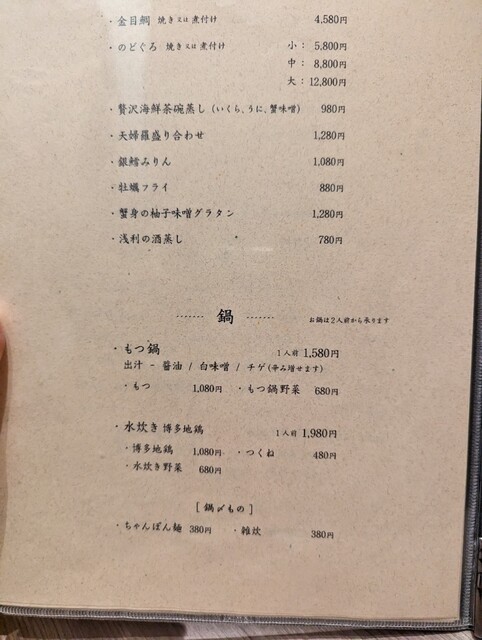 ・金目鯛 焼き又は煮付け 4,580円
・のどぐろ 焼き又は煮付け 小：5,800円
中：8,800円
大：12,800円
・贅沢海鮮茶碗蒸し（いくら、うに、蟹味噌） 980円
・天婦羅盛り合わせ 1,280円
・銀鱈みりん 1,080円
・牡蠣フライ 880円
・蟹身の柚子味噌グラタン 1,280円
・浅利の酒蒸し 780円
------- 鍋 ------- お鍋は2人前から承ります
・もつ鍋 1人前 1,580円
出汁 - 醤油 / 白味噌 / チゲ(辛み増せます)
・もつ 1,080円 ・もつ鍋野菜 680円
・水炊き 博多地鶏 1人前 1,980円
・博多地鶏 1,080円 ・つくね 480円
・水炊き野菜 680円
[ 鍋〆もの ]
・ちゃんぽん麺 380円 ・雑炊 380円